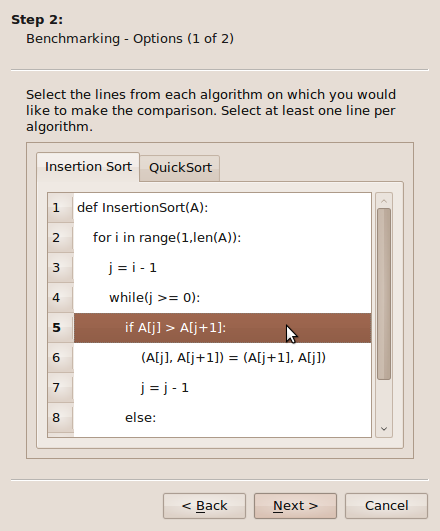 Step 2:
Benchmarking - Options (1 of 2)
Select the lines from each algorithm on which you would
like to make the comparison. Select at least one line per
algorithm.
Insertion Sort QuickSort
1 def InsertionSort(A):
2 for i in range(1,len(A)):
3 j = i - 1
4 while(j >= 0):
5 if A[j] > A[j+1]:
6 (A[j], A[j+1]) = (A[j+1], A[j])
7 j = j - 1
8 else:
< Back Next > Cancel